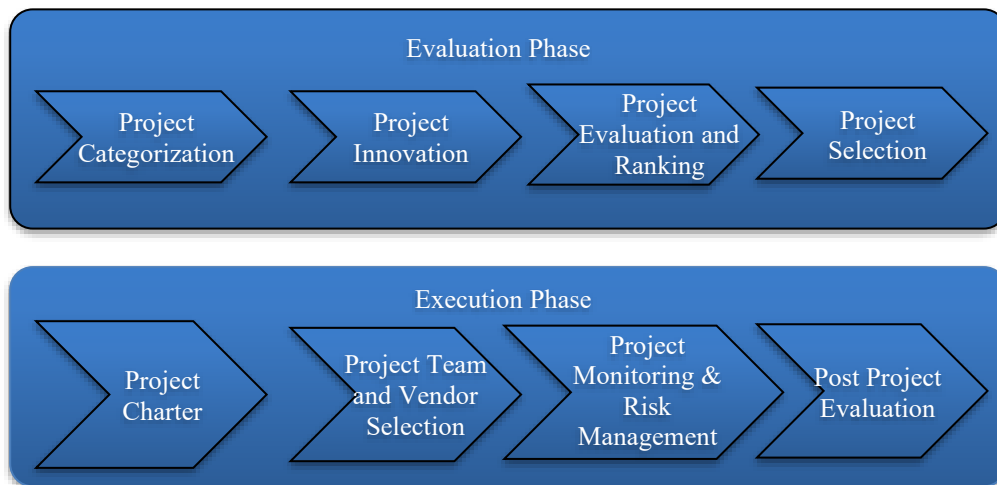 Evaluation Phase
Project
Categorization
Project
Innovation
Project
Evaluation and
Ranking
Project
Selection
Execution Phase
Project
Charter
Project Team
and Vendor
Selection
Project
Monitoring &
Risk
Management
Post Project
Evaluation